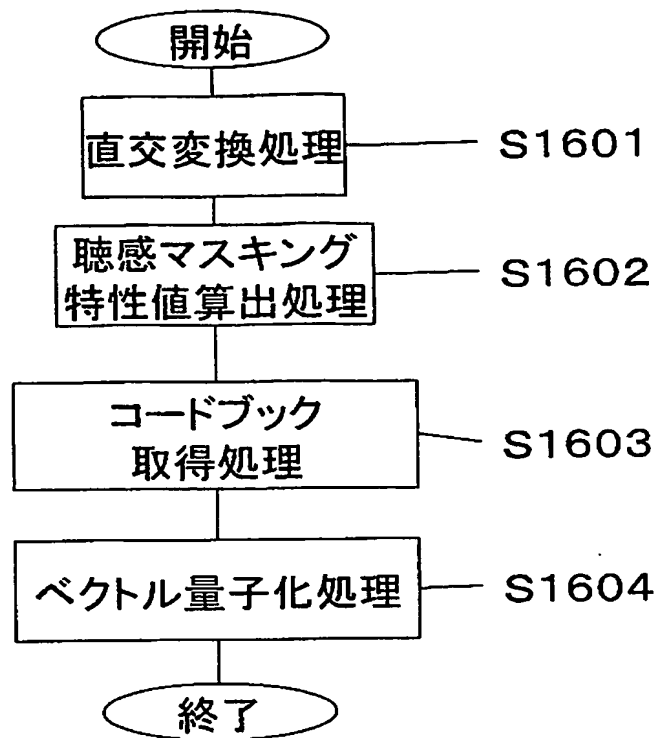 開始
直交変換処理
S1601
聴感マスキング
特性値算出処理
S1602
コードブック
取得処理
S1603
ベクトル量子化処理
S1604
終了